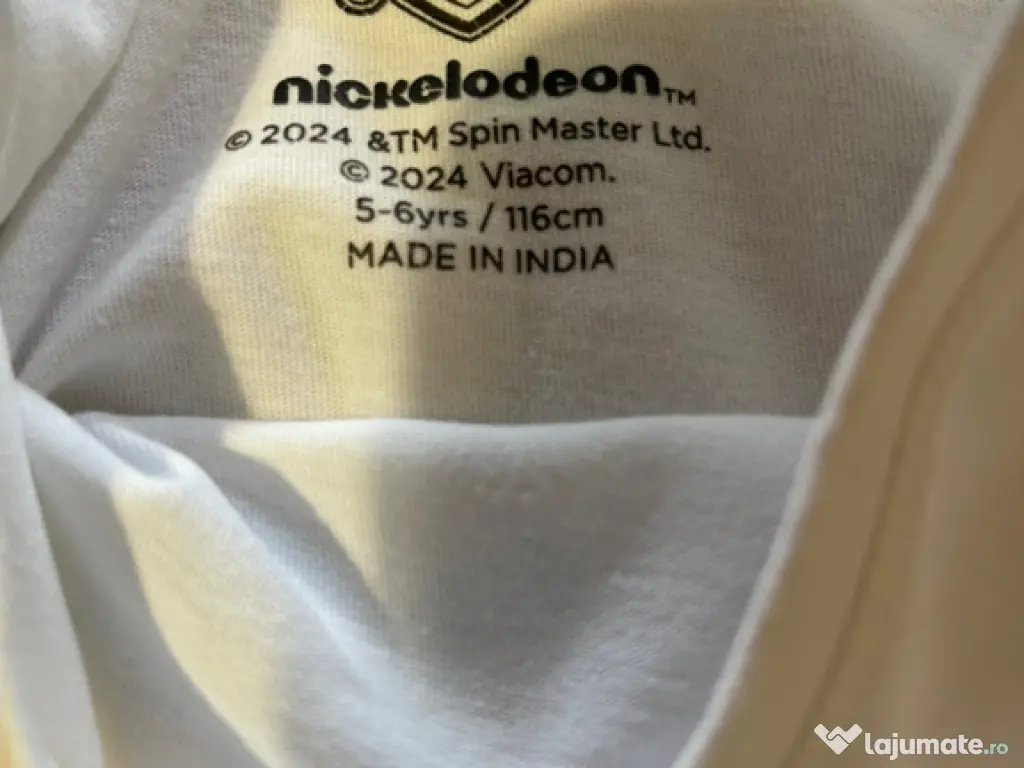 nickelodeon™
© 2024 &TM Spin Master Ltd.
© 2024 Viacom.
5-6yrs / 116cm
MADE IN INDIA
lajumate.ro